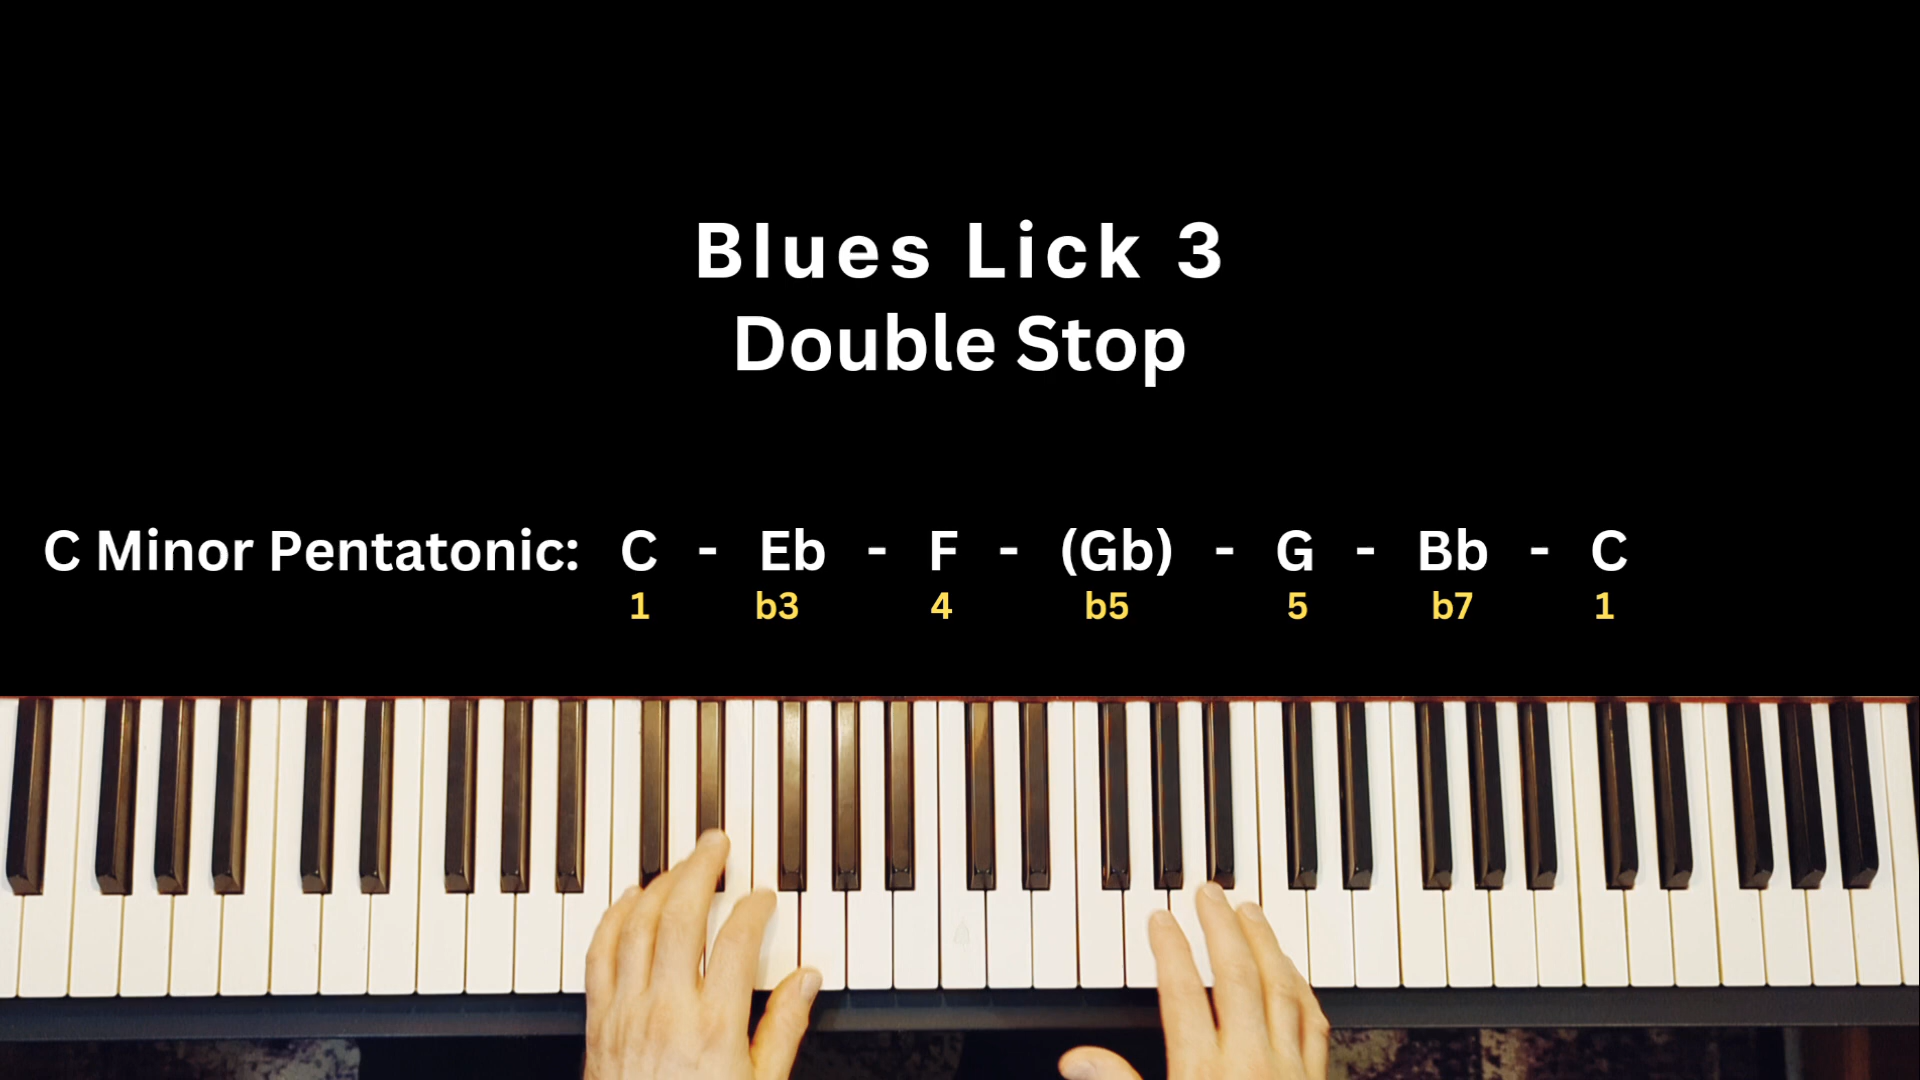 Blues Lick 3
Double Stop
C Minor Pentatonic: C - Eb - F - (Gb) - G - Bb - C
1 b3 4 b5 5 b7 1